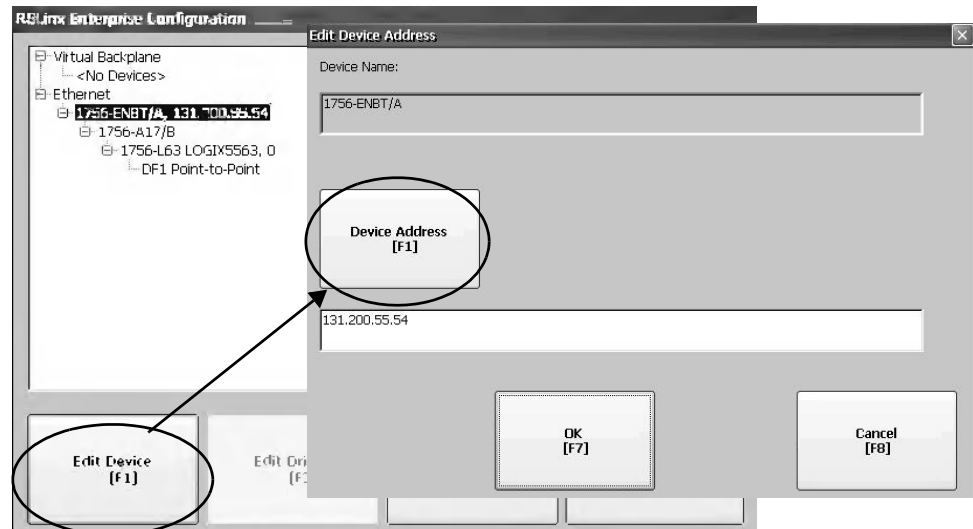 RSLinx Enterprise Configuration
Virtual Backplane
<No Devices>
Ethernet
1756-ENBT/A, 131.200.55.54
1756-A17/B
1756-L63 LOGIX5563, 0
DF1 Point-to-Point
Edit Device
[F1]
Edit
Edit Device Address
Device Name:
1756-ENBT/A
Device Address
[F1]
131.200.55.54
OK
[F7]
Cancel
[F8]